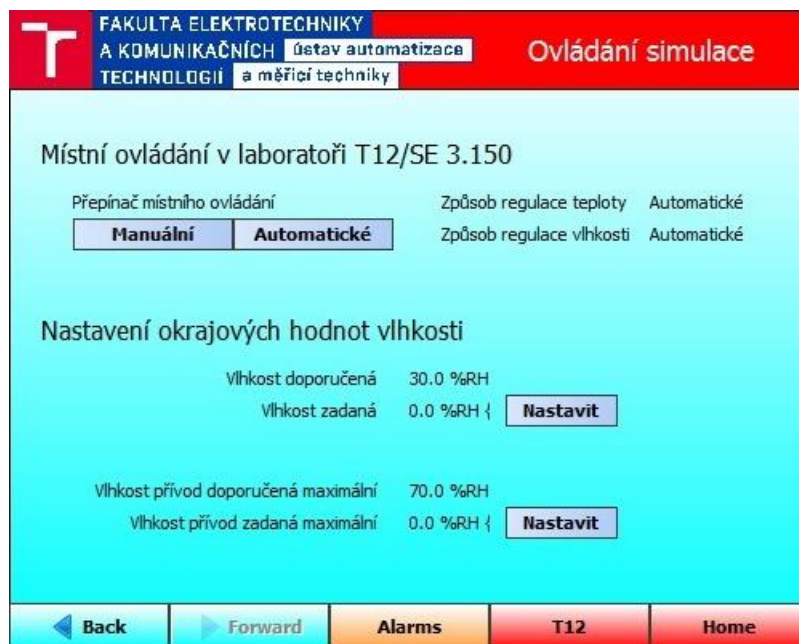 FAKULTA ELEKTROTECHNIKY
A KOMUNIKAČNÍCH ústav automatizace
TECHNOLOGIÍ a měřicí techniky
Ovládání simulace
Místní ovládání v laboratoři T12/SE 3.150
Přepínač místního ovládání
Manuální Automatické
Způsob regulace teploty Automatické
Způsob regulace vlhkosti Automatické
Nastavení okrajových hodnot vlhkosti
Vlhkost doporučená 30.0 %RH
Vlhkost zadaná 0.0 %RH { Nastavit
Vlhkost přívod doporučená maximální 70.0 %RH
Vlhkost přívod zadaná maximální 0.0 %RH { Nastavit
Back Forward Alarms T12 Home